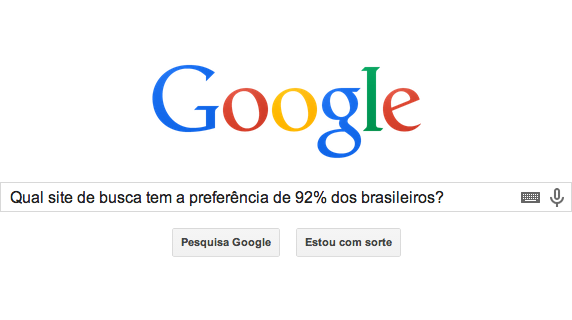 Google
Qual site de busca tem a preferência de 92% dos brasileiros?
Pesquisa Google
Estou com sorte